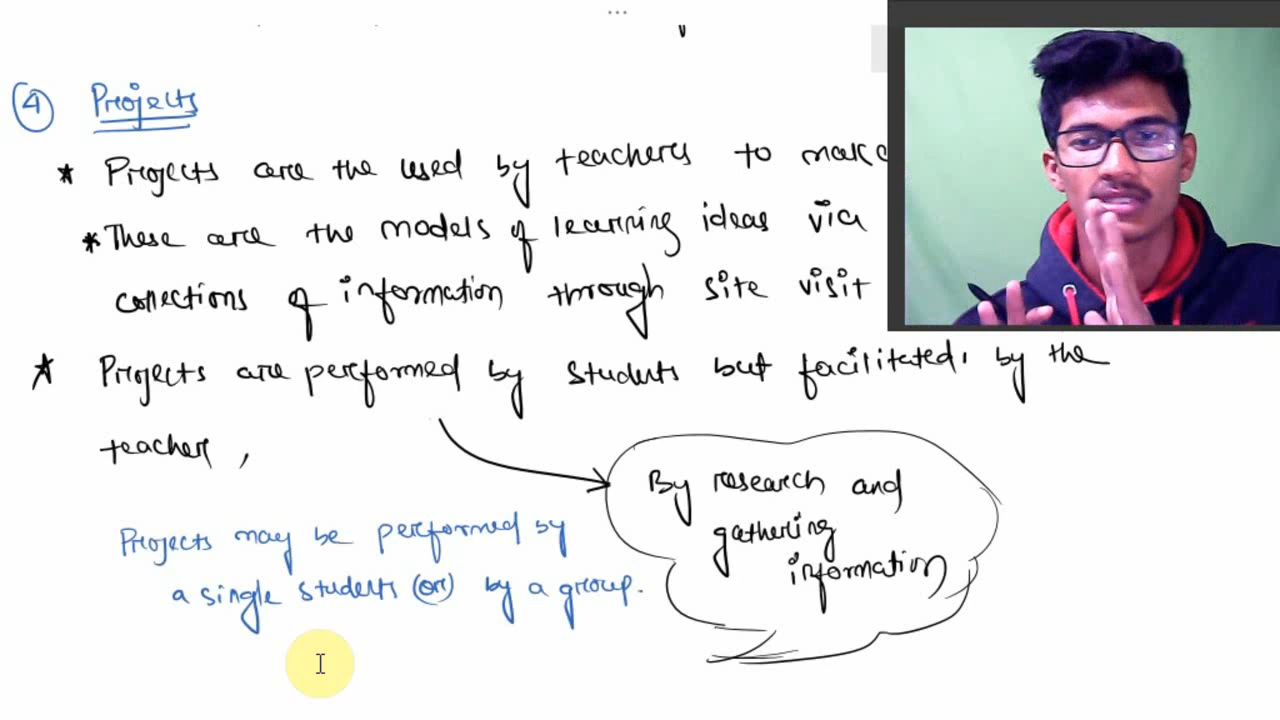 ④ Projects
* Projects are the used by teachers to make
* These are the models of learning ideas via
collections of information through site visit
* Projects are performed by students but facilitated, by the
teacher,
By research and
gathering
information
Projects may be performed by
a single students (or) by a group.